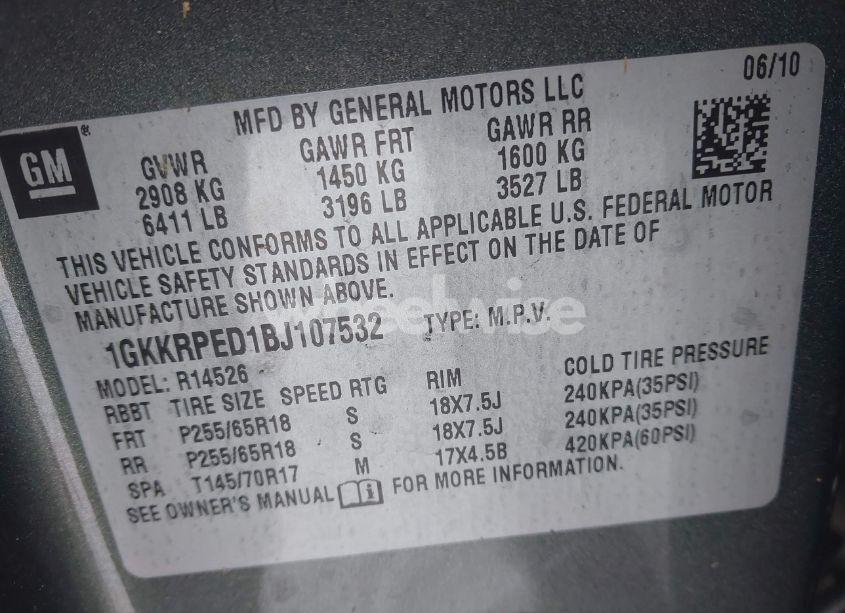 06/10
MFD BY GENERAL MOTORS LLC
GM®
GVWR GAWR FRT GAWR RR
2908 KG 1450 KG 1600 KG
6411 LB 3196 LB 3527 LB
THIS VEHICLE CONFORMS TO ALL APPLICABLE U.S. FEDERAL MOTOR
VEHICLE SAFETY STANDARDS IN EFFECT ON THE DATE OF
MANUFACTURE SHOWN ABOVE.
1GKKRPED1BJ107532 TYPE: M.P.V.
MODEL: R14526
RBBT TIRE SIZE SPEED RTG RIM COLD TIRE PRESSURE
FRT P255/65R18 S 18X7.5J 240KPA(35PSI)
RR P255/65R18 S 18X7.5J 240KPA(35PSI)
SPA T145/70R17 M 17X4.5B 420KPA(60PSI)
SEE OWNER'S MANUAL FOR MORE INFORMATION.